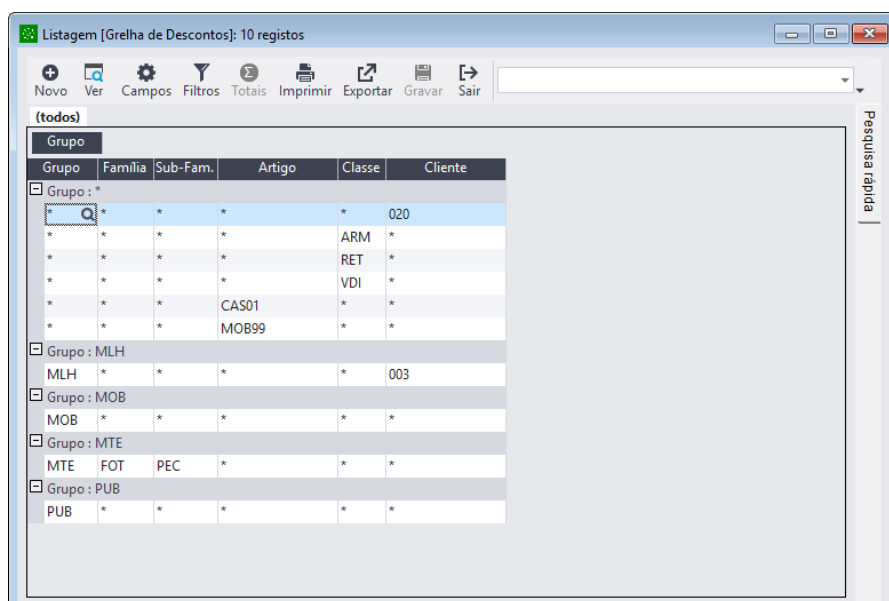 Listagem [Grelha de Descontos]: 10 registos
Novo Ver Campos Filtros Totais Imprimir Exportar Gravar Sair
(todos)
Pesquisa rápida
Grupo
Grupo Família Sub-Fam. Artigo Classe Cliente
Grupo : *
* * * * * 020
* * * * ARM *
* * * * RET *
* * * * VDI *
* * * CAS01 * *
* * * MOB99 * *
Grupo : MLH
MLH * * * * 003
Grupo : MOB
MOB * * * * *
Grupo : MTE
MTE FOT PEC * * *
Grupo : PUB
PUB * * * * *